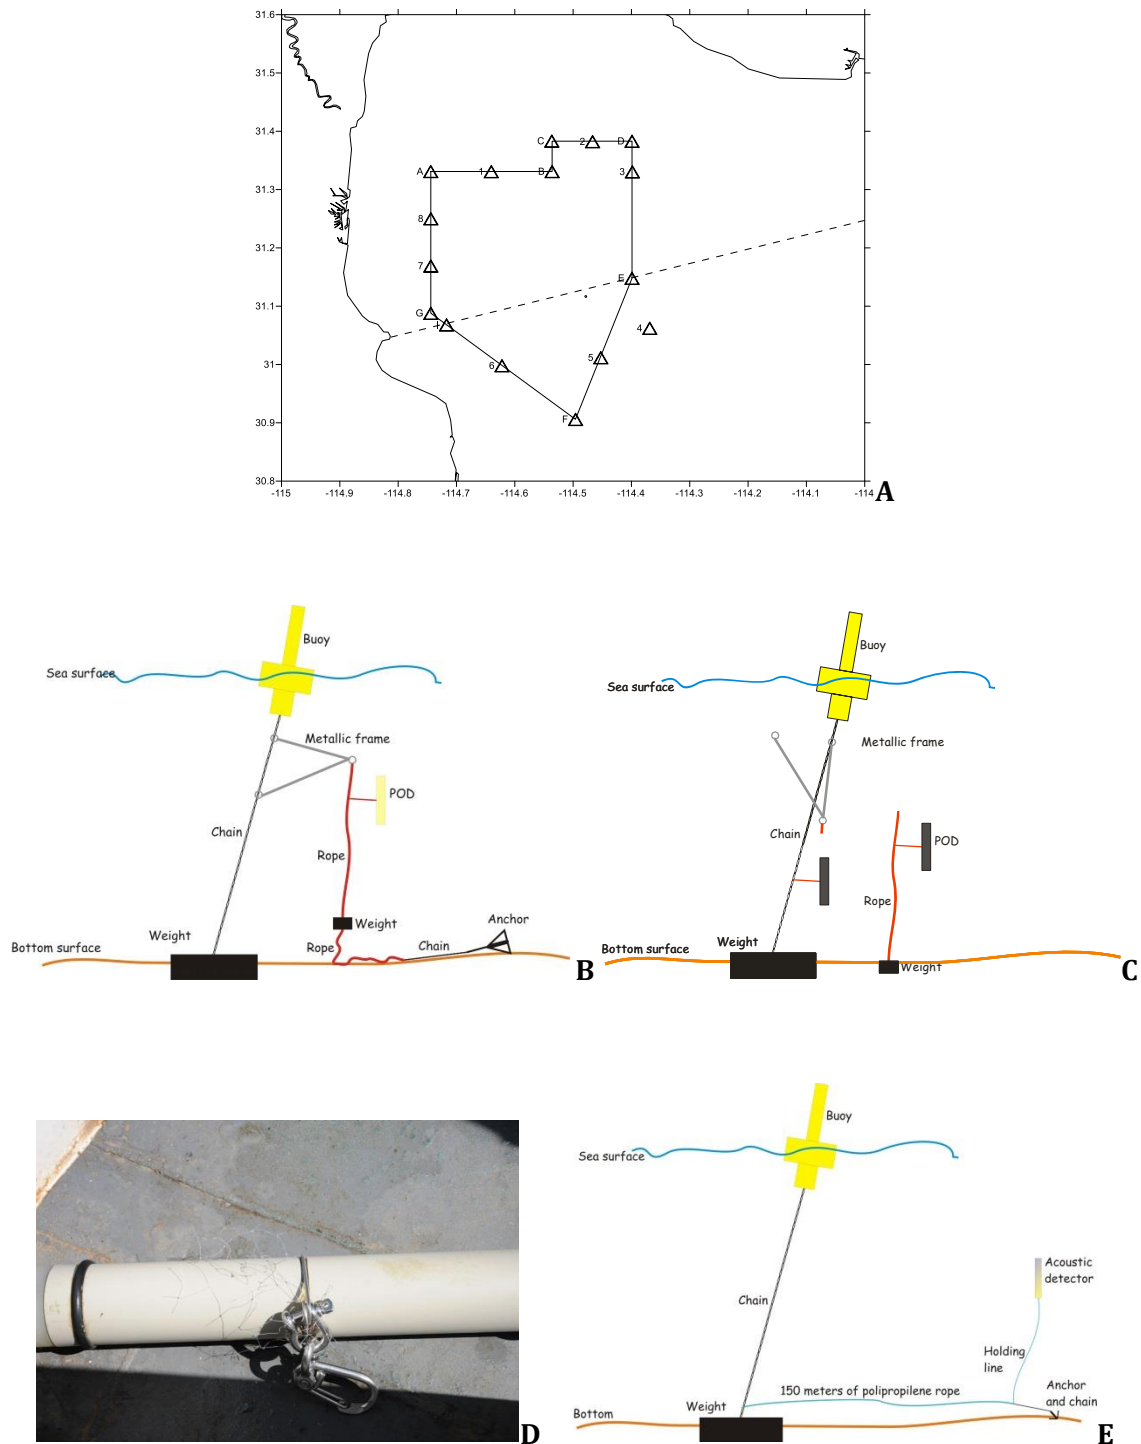 31.6
31.5
31.4
31.3
31.2
31.1
31
30.9
30.8
C 2 D
A 1 B 3
8
7 E
G
4
5
6
F
-115 -114.9 -114.8 -114.7 -114.6 -114.5 -114.4 -114.3 -114.2 -114.1 -114
A
Buoy
Sea surface
Metallic frame
POD
Chain
Rope
Weight
Anchor
Weight
Rope
Chain
Bottom surface
B
Buoy
Sea surface
Metallic frame
Chain
POD
Rope
Weight
Bottom surface
Weight
C
D
Buoy
Sea surface
Acoustic
detector
Chain
Holding
line
150 meters of polipropilene rope
Anchor
and chain
Weight
Bottom
E